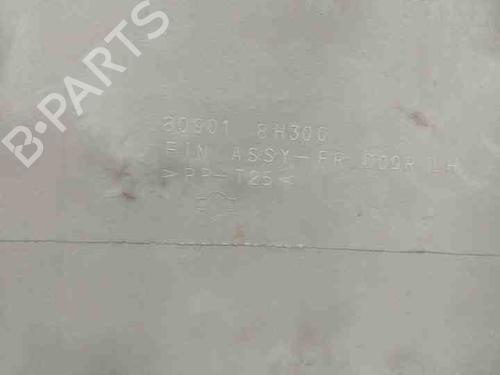 B-PARTS
80901 8H300
FIN ASSY-FR DOOR LH
>PP-T25<